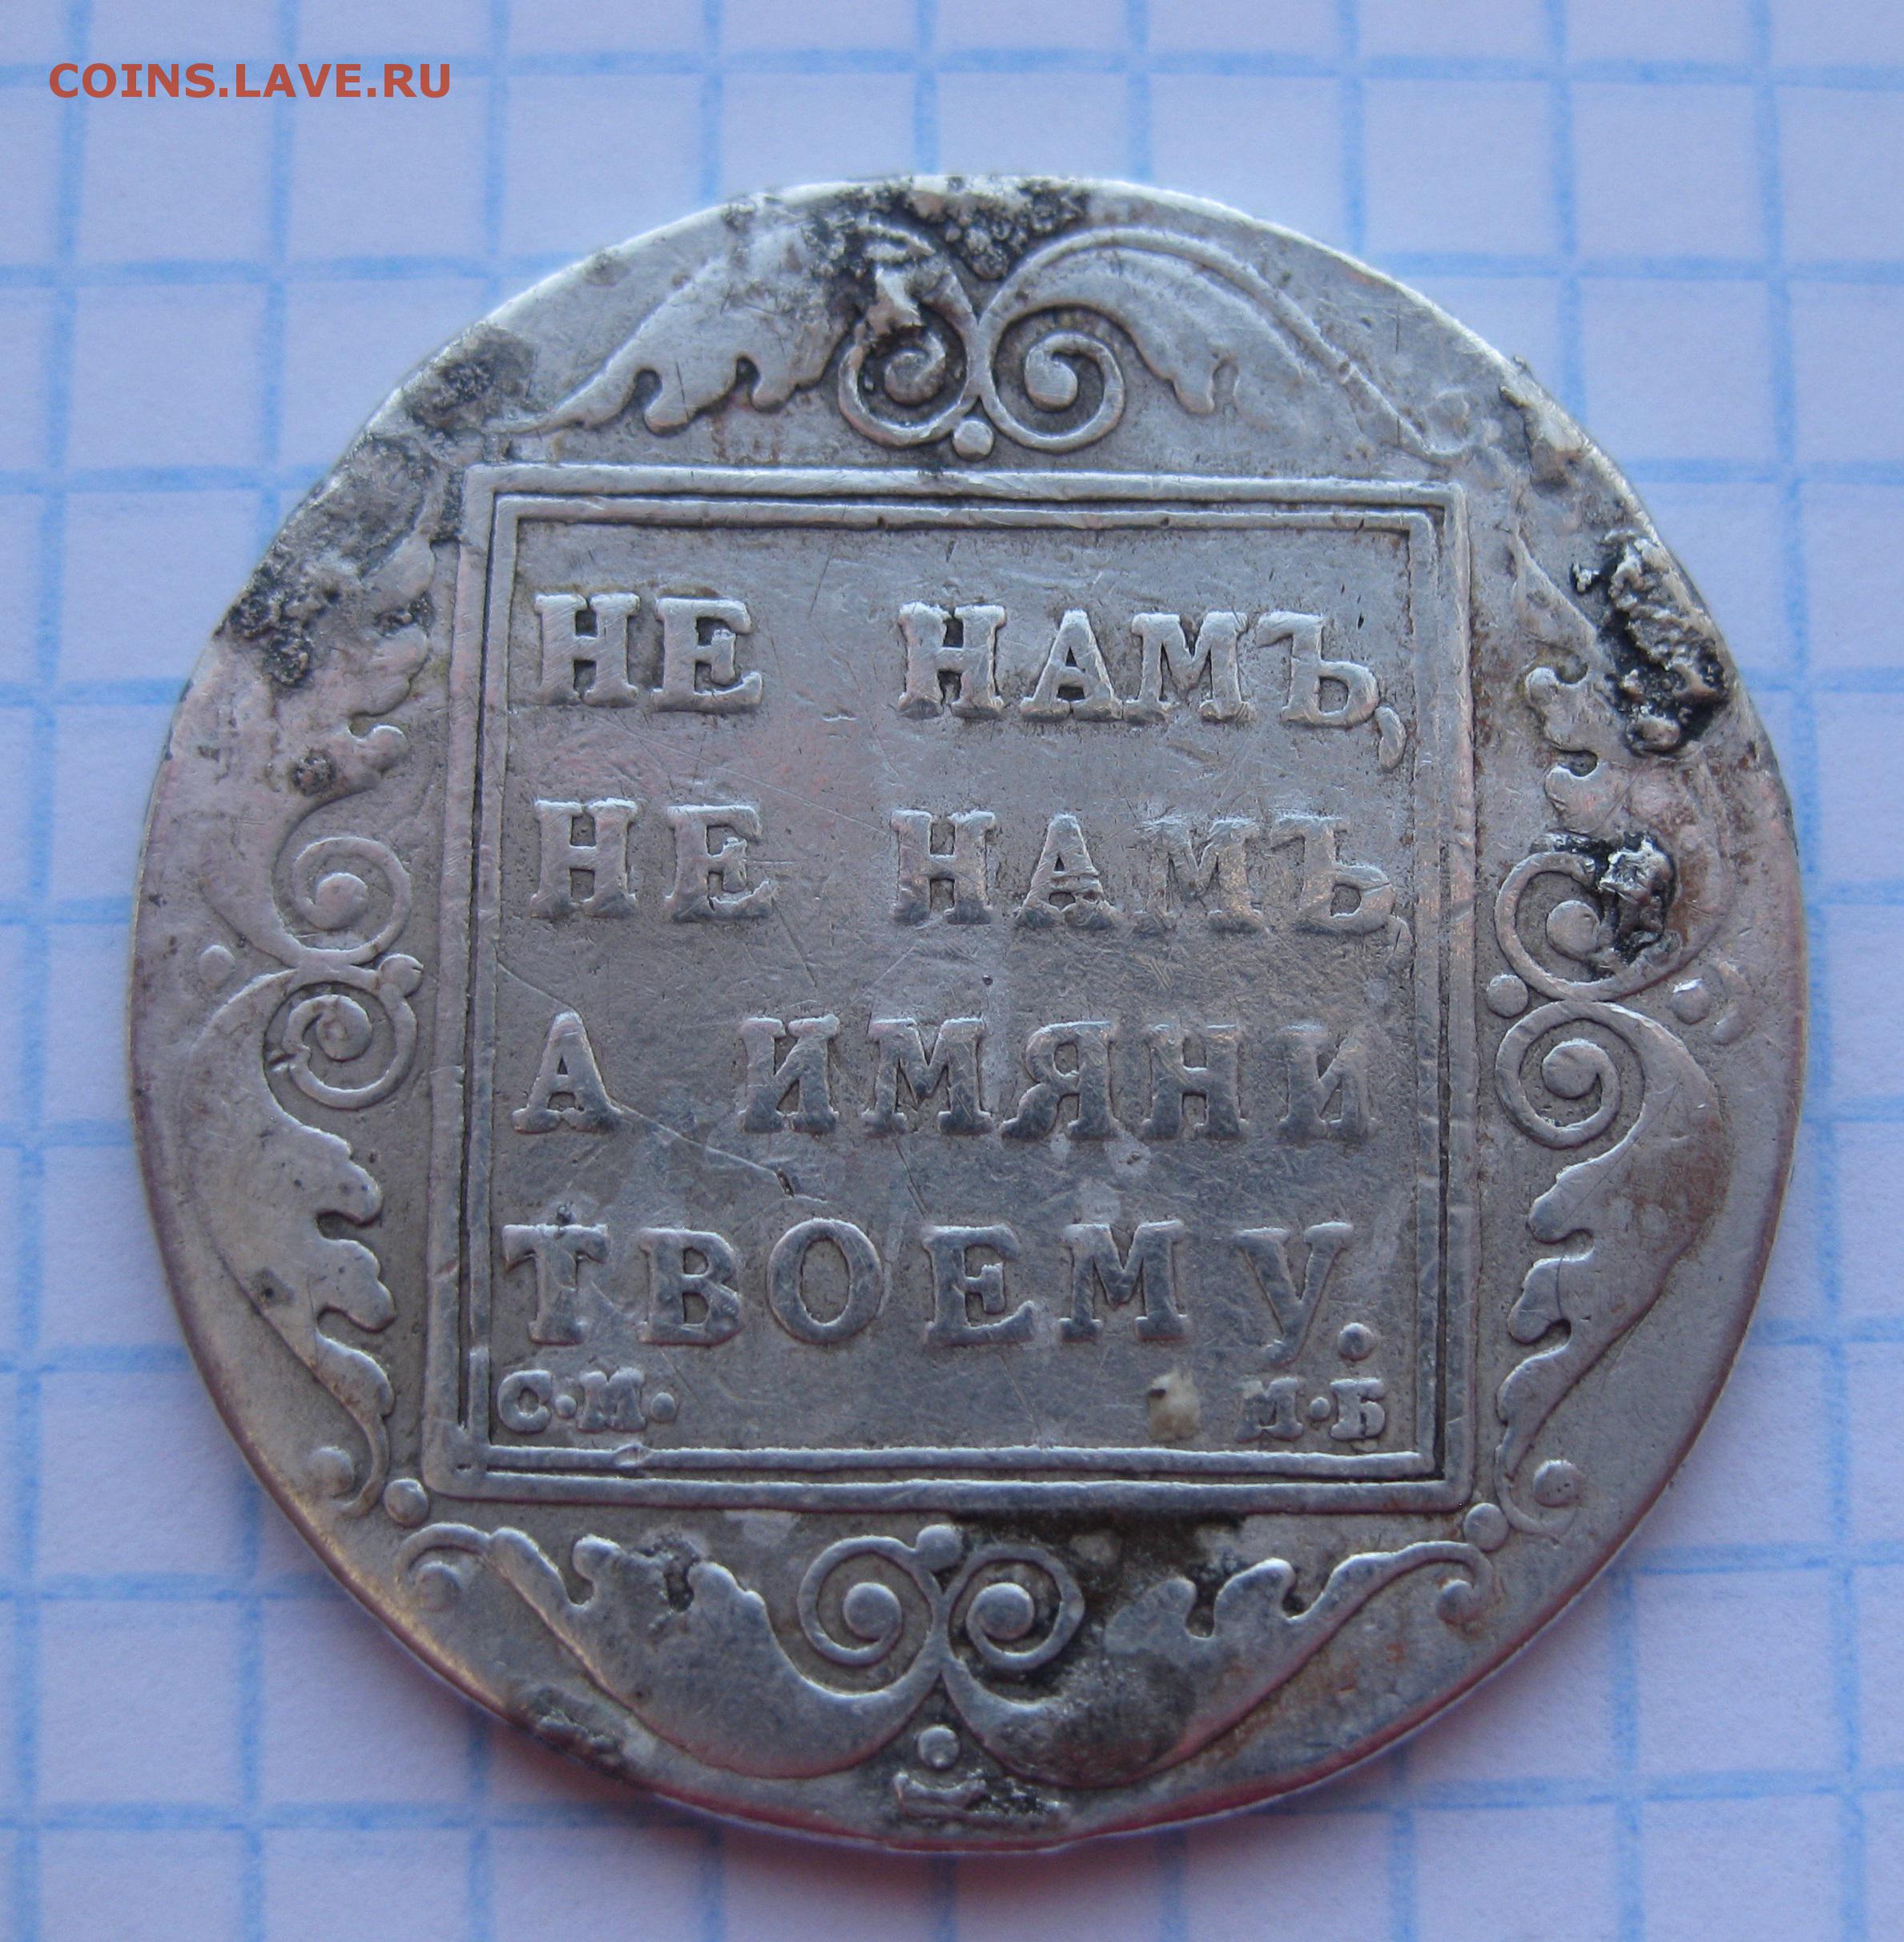 COINS.LAVE.RU
НЕ НАМЪ,
НЕ НАМЪ,
А ИМЯНИ
ТВОЕМУ.
С·М· М·Б